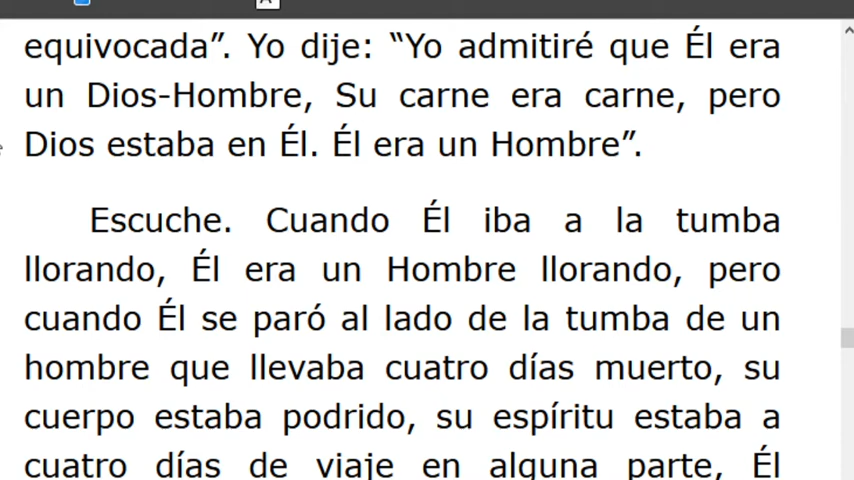 equivocada”. Yo dije: “Yo admitiré que Él era
un Dios-Hombre, Su carne era carne, pero
Dios estaba en Él. Él era un Hombre”.
Escuche. Cuando Él iba a la tumba
llorando, Él era un Hombre llorando, pero
cuando Él se paró al lado de la tumba de un
hombre que llevaba cuatro días muerto, su
cuerpo estaba podrido, su espíritu estaba a
cuatro días de viaje en alguna parte, Él